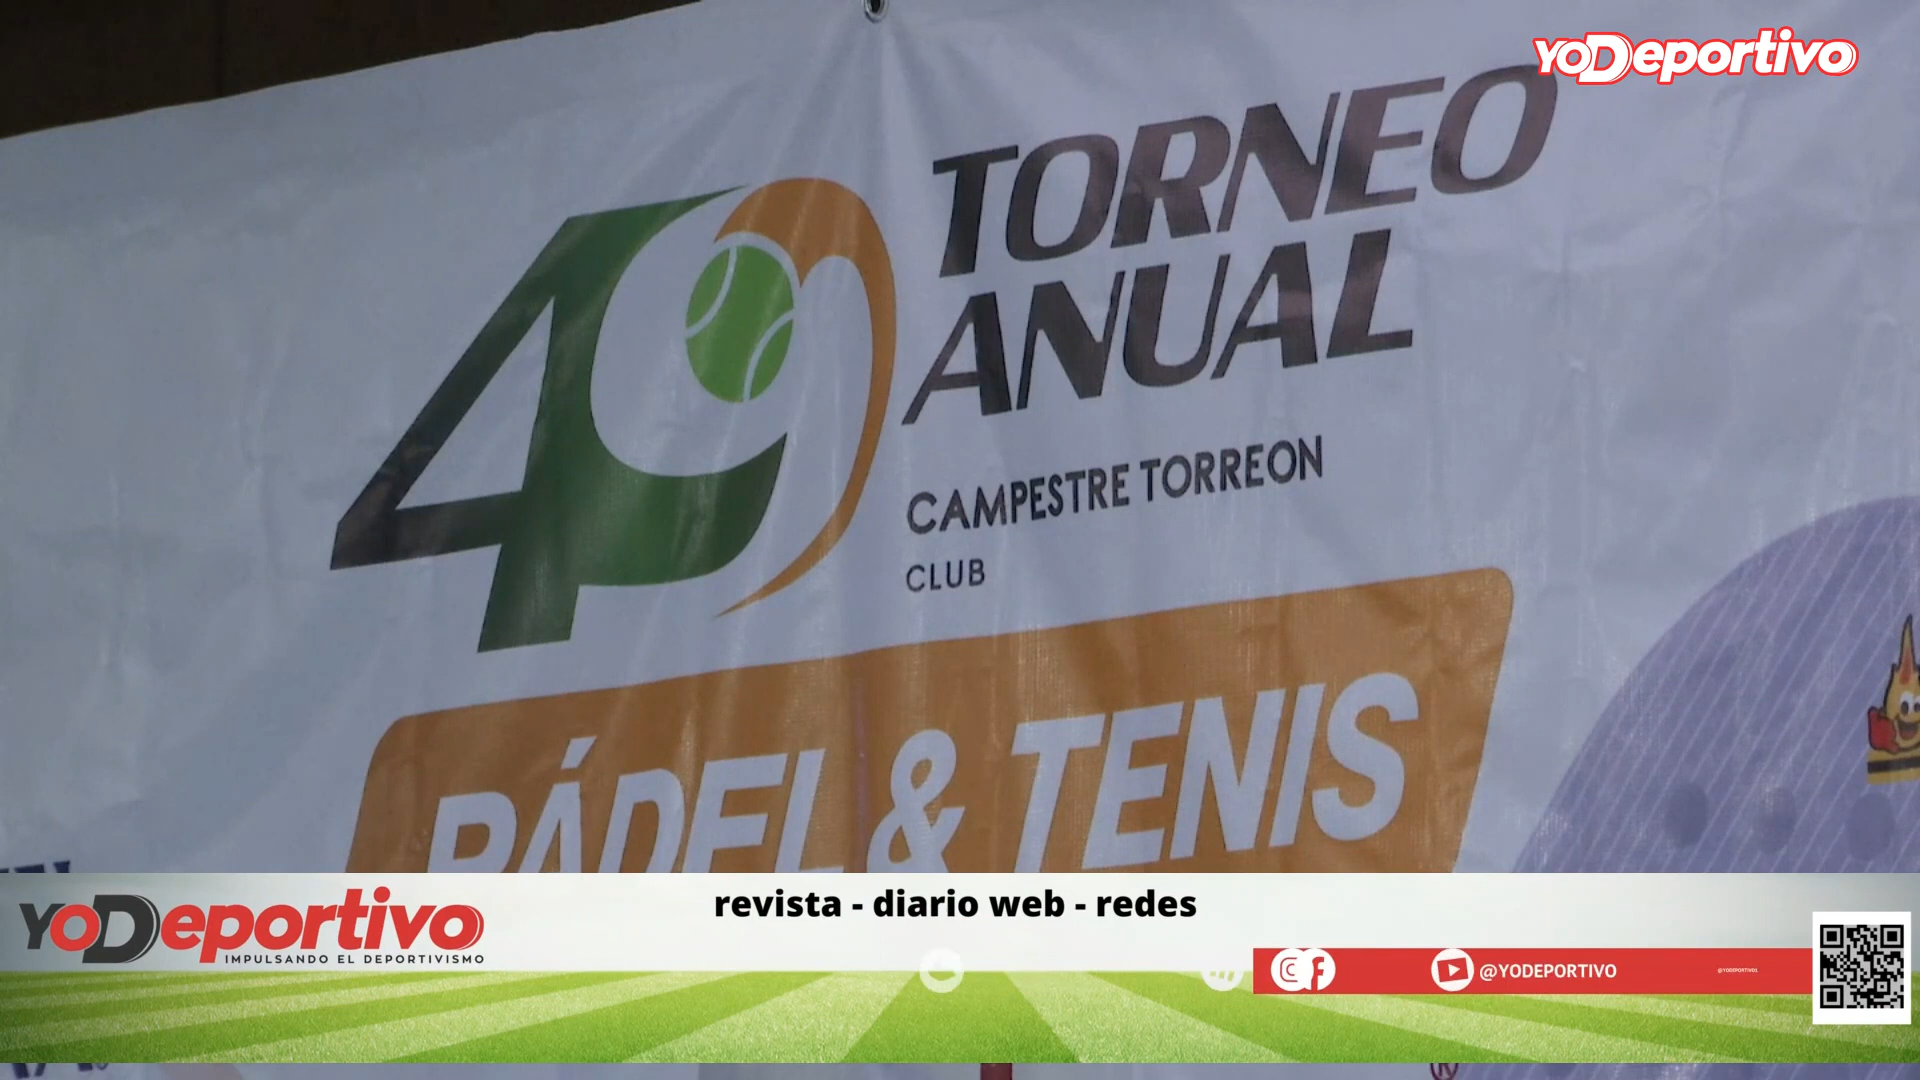 YODeportivo
49
TORNEO
ANUAL
CAMPESTRE TORREON
CLUB
PÁDEL & TENIS
YODeportivo
IMPULSANDO EL DEPORTIVISMO
revista - diario web - redes
@YODEPORTIVO